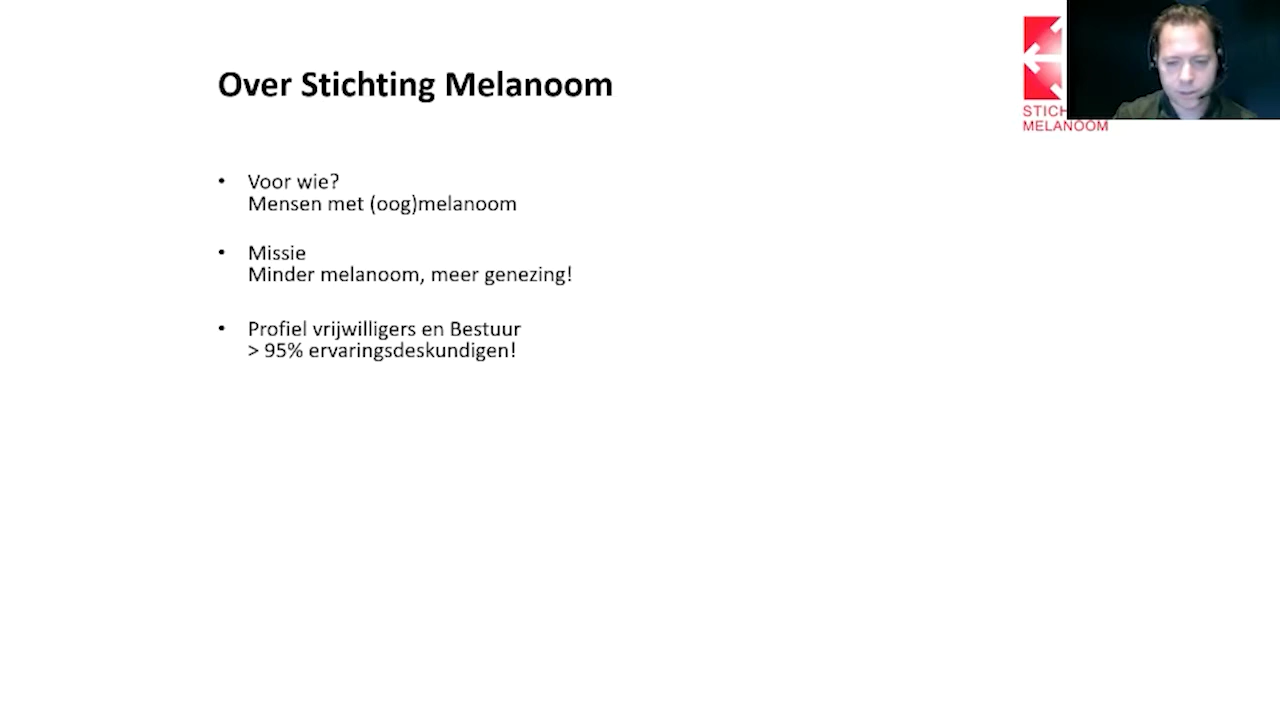 Over Stichting Melanoom
• Voor wie?
Mensen met (oog)melanoom
• Missie
Minder melanoom, meer genezing!
• Profiel vrijwilligers en Bestuur
> 95% ervaringsdeskundigen!
STICH
MELANOOM